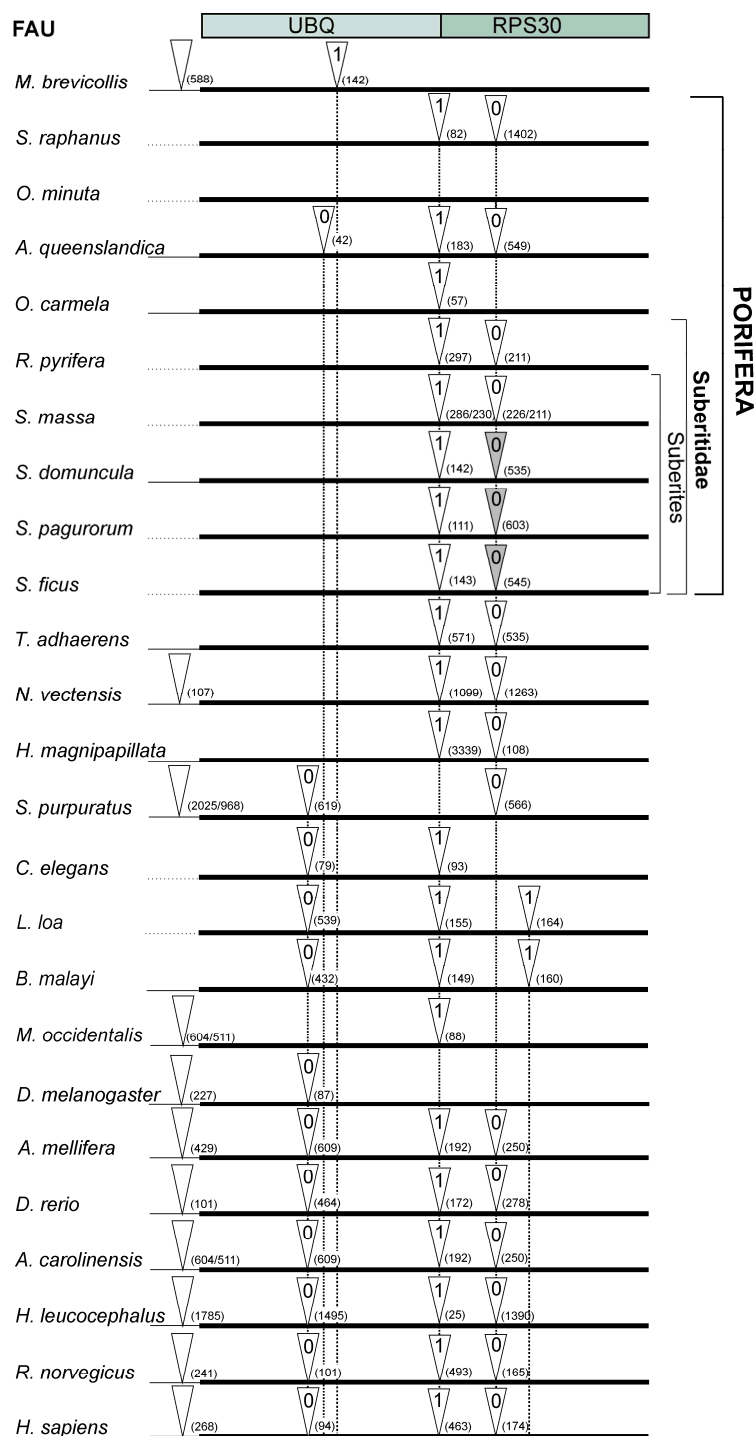 FAU UBQ RPS30
M. brevicollis (588) 1 (142)
S. raphanus 1 (82) 0 (1402)
O. minuta
A. queenslandica 0 (42) 1 (183) 0 (549)
O. carmela 1 (57)
R. pyrifera 1 (297) 0 (211)
S. massa 1 (286/230) 0 (226/211)
S. domuncula 1 (142) 0 (535)
S. pagurorum 1 (111) 0 (603)
S. ficus 1 (143) 0 (545)
Suberites
Suberitidae
PORIFERA
T. adhaerens 1 (571) 0 (535)
N. vectensis (107) 1 (1099) 0 (1263)
H. magnipapillata 1 (3339) 0 (108)
S. purpuratus (2025/968) 0 (619) 0 (566)
C. elegans 0 (79) 1 (93)
L. loa 0 (539) 1 (155) 1 (164)
B. malayi 0 (432) 1 (149) 1 (160)
M. occidentalis (604/511) 1 (88)
D. melanogaster (227) 0 (87)
A. mellifera (429) 0 (609) 1 (192) 0 (250)
D. rerio (101) 0 (464) 1 (172) 0 (278)
A. carolinensis (604/511) 0 (609) 1 (192) 0 (250)
H. leucocephalus (1785) 0 (1495) 1 (25) 0 (1390)
R. norvegicus (241) 0 (101) 1 (493) 0 (165)
H. sapiens (268) 0 (94) 1 (463) 0 (174)